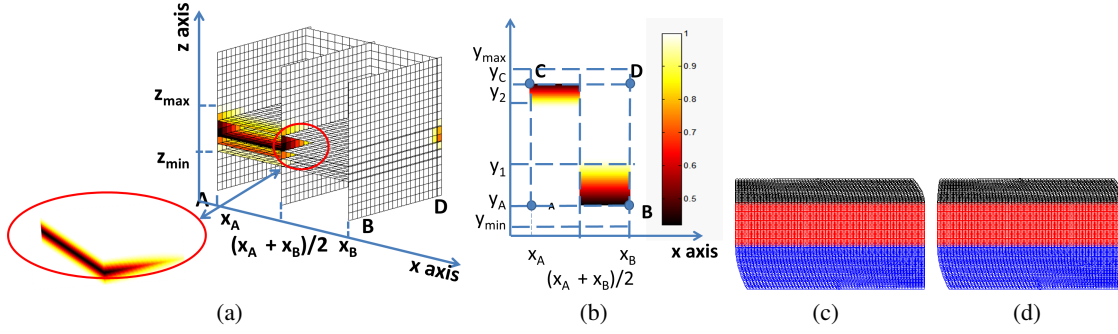 z axis
z_max
z_min
A
x_A
(x_A + x_B)/2
x_B
B
D
x axis
(a)
y axis
y_max
y_C
y_2
y_1
y_A
y_min
C
D
A
B
x_A
(x_A + x_B)/2
x_B
x axis
1
0.9
0.8
0.7
0.6
0.5
(b)
(c)
(d)